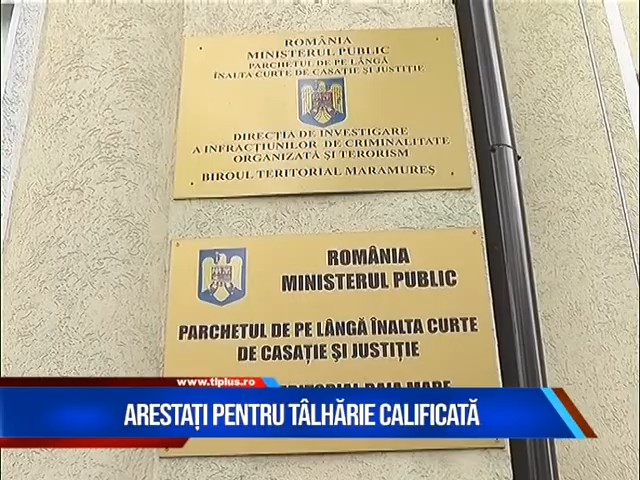 ROMÂNIA
MINISTERUL PUBLIC
PARCHETUL DE PE LÂNGĂ
ÎNALTA CURTE DE CASAȚIE ȘI JUSTIȚIE
DIRECȚIA DE INVESTIGARE
A INFRACȚIUNILOR DE CRIMINALITATE
ORGANIZATĂ ȘI TERORISM
BIROUL TERITORIAL MARAMUREȘ
ROMÂNIA
MINISTERUL PUBLIC
PARCHETUL DE PE LÂNGĂ ÎNALTA CURTE
DE CASAȚIE ȘI JUSTIȚIE
BAIA MARE
www.tlplus.ro
ARESTAȚI PENTRU TÂLHĂRIE CALIFICATĂ